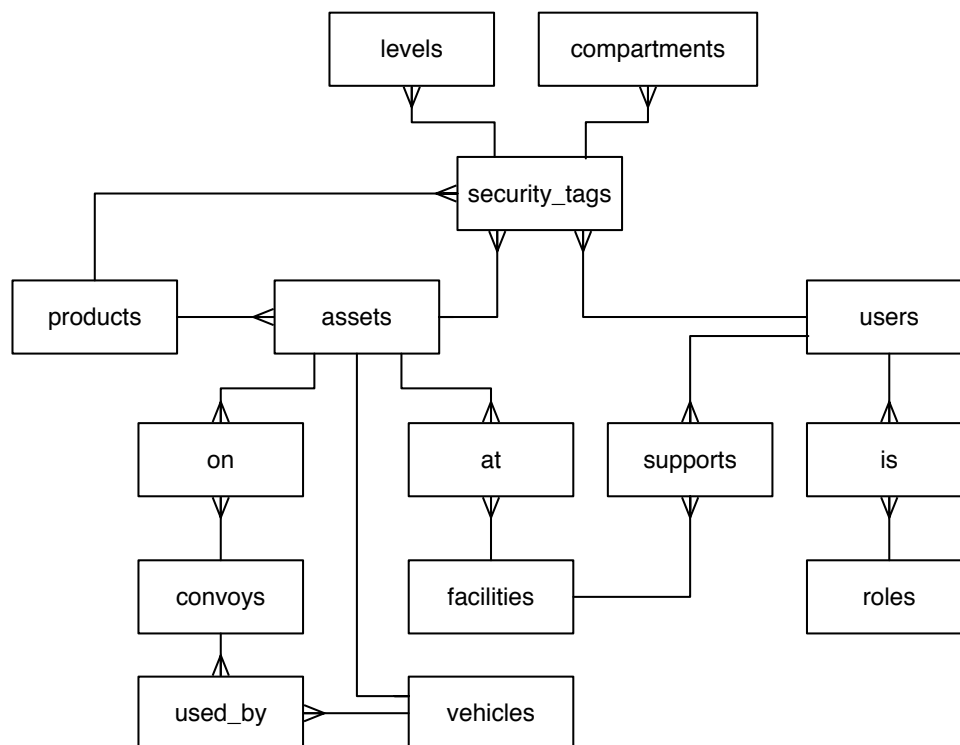 levels
compartments
security_tags
products
assets
users
on
at
supports
is
convoys
facilities
roles
used_by
vehicles